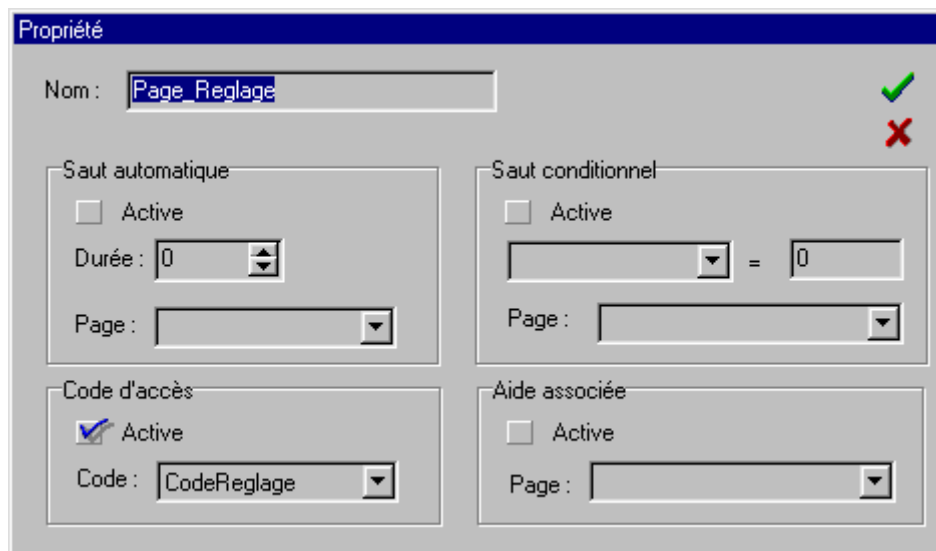 Propriété
Nom : Page_Reglage
Saut automatique
Active
Durée : 0
Page :
Saut conditionnel
Active
= 0
Page :
Code d'accès
Active
Code : CodeReglage
Aide associée
Active
Page :